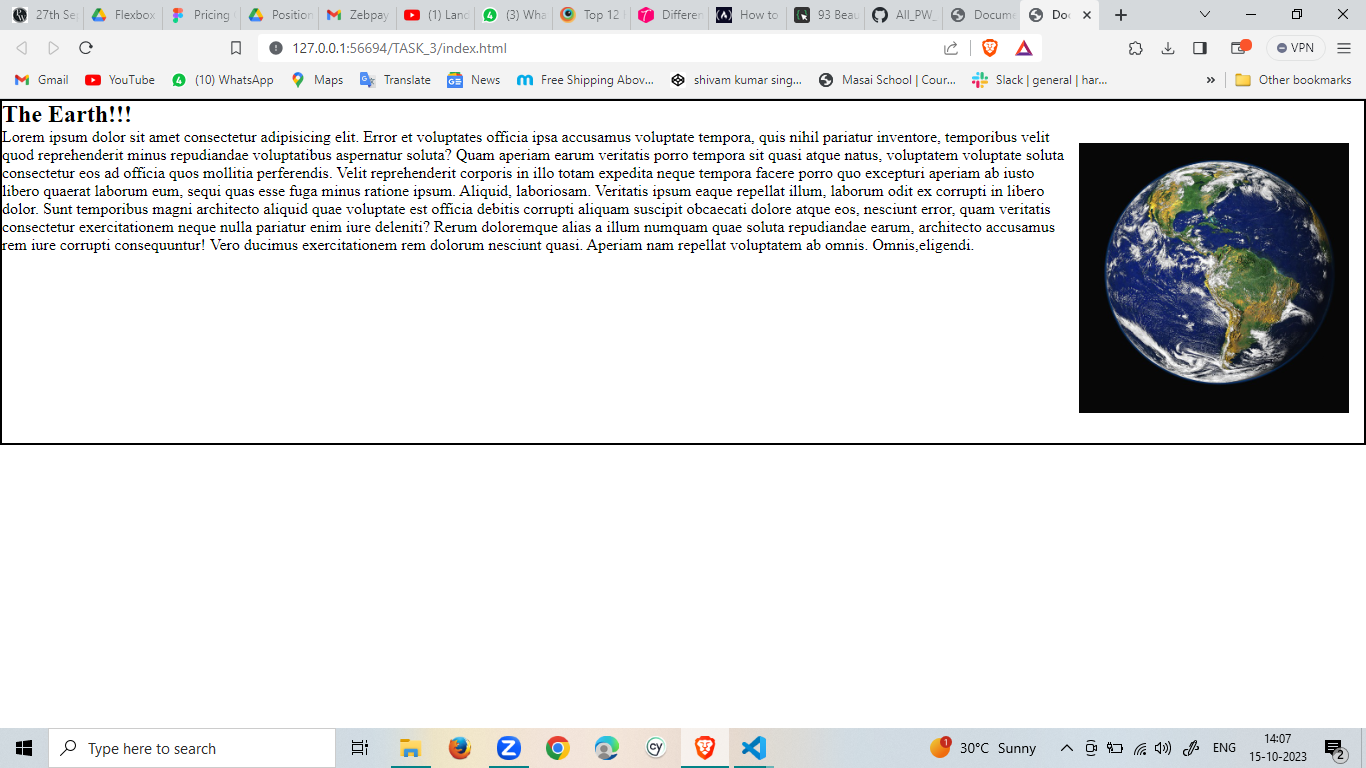 27th Se
Flexbox
Pricing
Position
Zebpay
(1) Land
(3) Wha
Top 12
Differen
How to
93 Beau
All_PW_
Docume
Doc
127.0.0.1:56694/TASK_3/index.html
VPN
Gmail
YouTube
(10) WhatsApp
Maps
Translate
News
Free Shipping Abov...
shivam kumar sing...
Masai School | Cour...
Slack | general | har...
»
Other bookmarks
The Earth!!!
Lorem ipsum dolor sit amet consectetur adipisicing elit. Error et voluptates officia ipsa accusamus voluptate tempora, quis nihil pariatur inventore, temporibus velit
quod reprehenderit minus repudiandae voluptatibus aspernatur soluta? Quam aperiam earum veritatis porro tempora sit quasi atque natus, voluptatem voluptate soluta
consectetur eos ad officia quos mollitia perferendis. Velit reprehenderit corporis in illo totam expedita neque tempora facere porro quo excepturi aperiam ab iusto
libero quaerat laborum eum, sequi quas esse fuga minus ratione ipsum. Aliquid, laboriosam. Veritatis ipsum eaque repellat illum, laborum odit ex corrupti in libero
dolor. Sunt temporibus magni architecto aliquid quae voluptate est officia debitis corrupti aliquam suscipit obcaecati dolore atque eos, nesciunt error, quam veritatis
consectetur exercitationem neque nulla pariatur enim iure deleniti? Rerum doloremque alias a illum numquam quae soluta repudiandae earum, architecto accusamus
rem iure corrupti consequuntur! Vero ducimus exercitationem rem dolorum nesciunt quasi. Aperiam nam repellat voluptatem ab omnis. Omnis,eligendi.
Type here to search
cy
1
30°C Sunny
ENG
14:07
15-10-2023
2